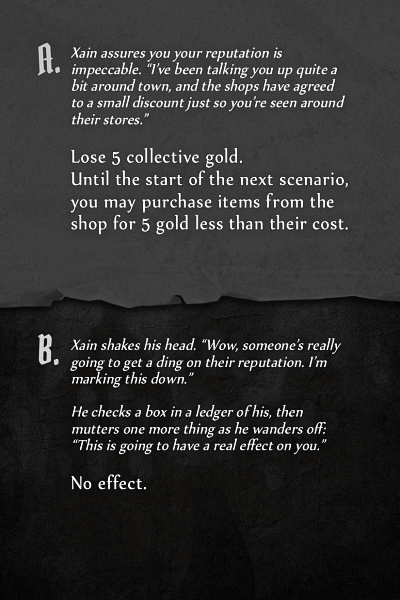 A. Xain assures you your reputation is
impeccable. “I’ve been talking you up quite a
bit around town, and the shops have agreed
to a small discount just so you’re seen around
their stores.”
Lose 5 collective gold.
Until the start of the next scenario,
you may purchase items from the
shop for 5 gold less than their cost.
B. Xain shakes his head. “Wow, someone’s really
going to get a ding on their reputation. I’m
marking this down.”
He checks a box in a ledger of his, then
mutters one more thing as he wanders off:
“This is going to have a real effect on you.”
No effect.